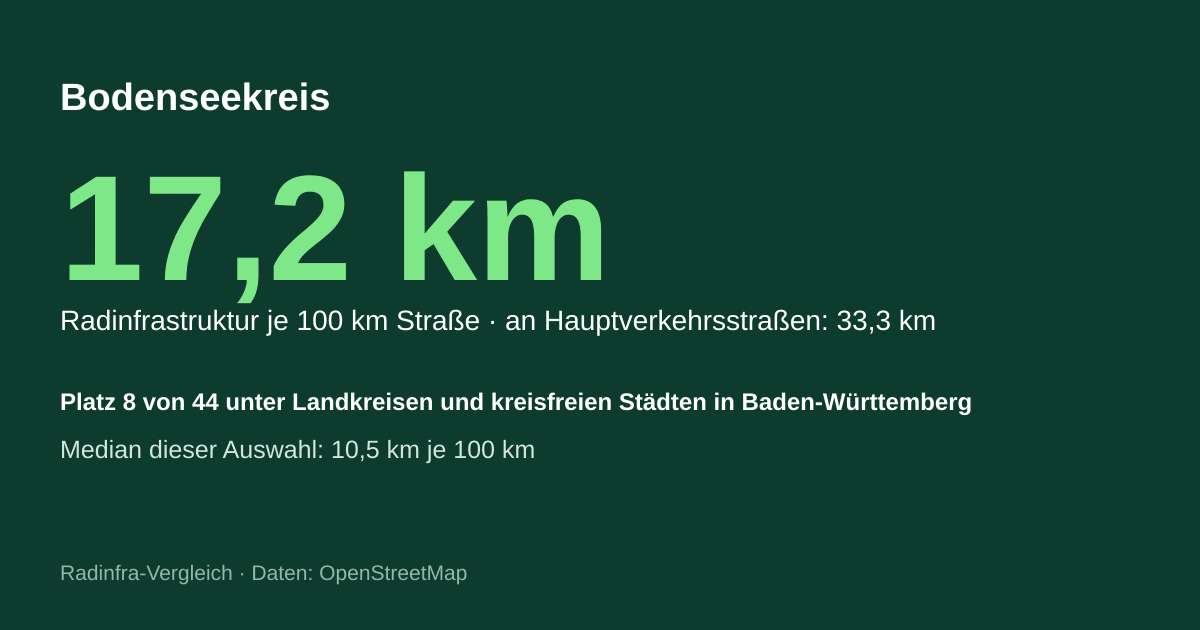 Bodenseekreis
17,2 km
Radinfrastruktur je 100 km Straße · an Hauptverkehrsstraßen: 33,3 km
Platz 8 von 44 unter Landkreisen und kreisfreien Städten in Baden-Württemberg
Median dieser Auswahl: 10,5 km je 100 km
Radinfra-Vergleich · Daten: OpenStreetMap